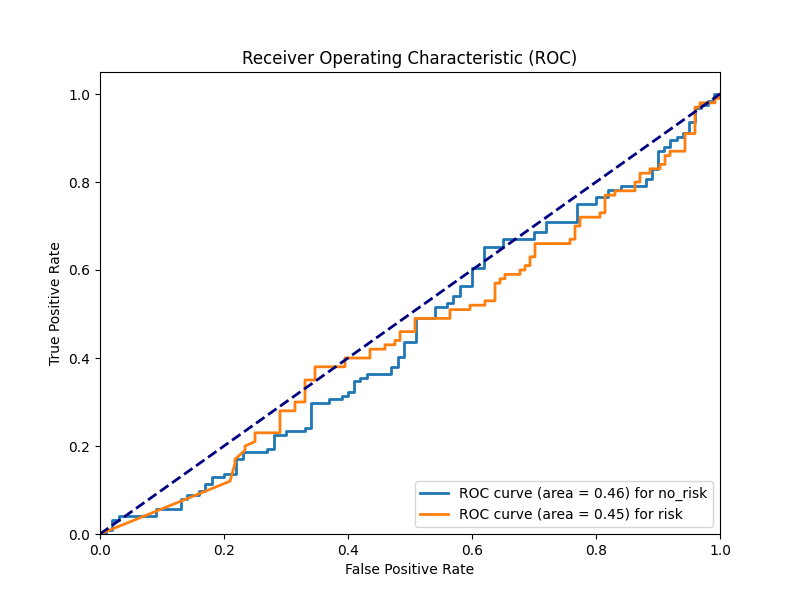 Receiver Operating Characteristic (ROC)
1.0
0.8
0.6
0.4
0.2
0.0
True Positive Rate
ROC curve (area = 0.46) for no_risk
ROC curve (area = 0.45) for risk
0.0 0.2 0.4 0.6 0.8 1.0
False Positive Rate